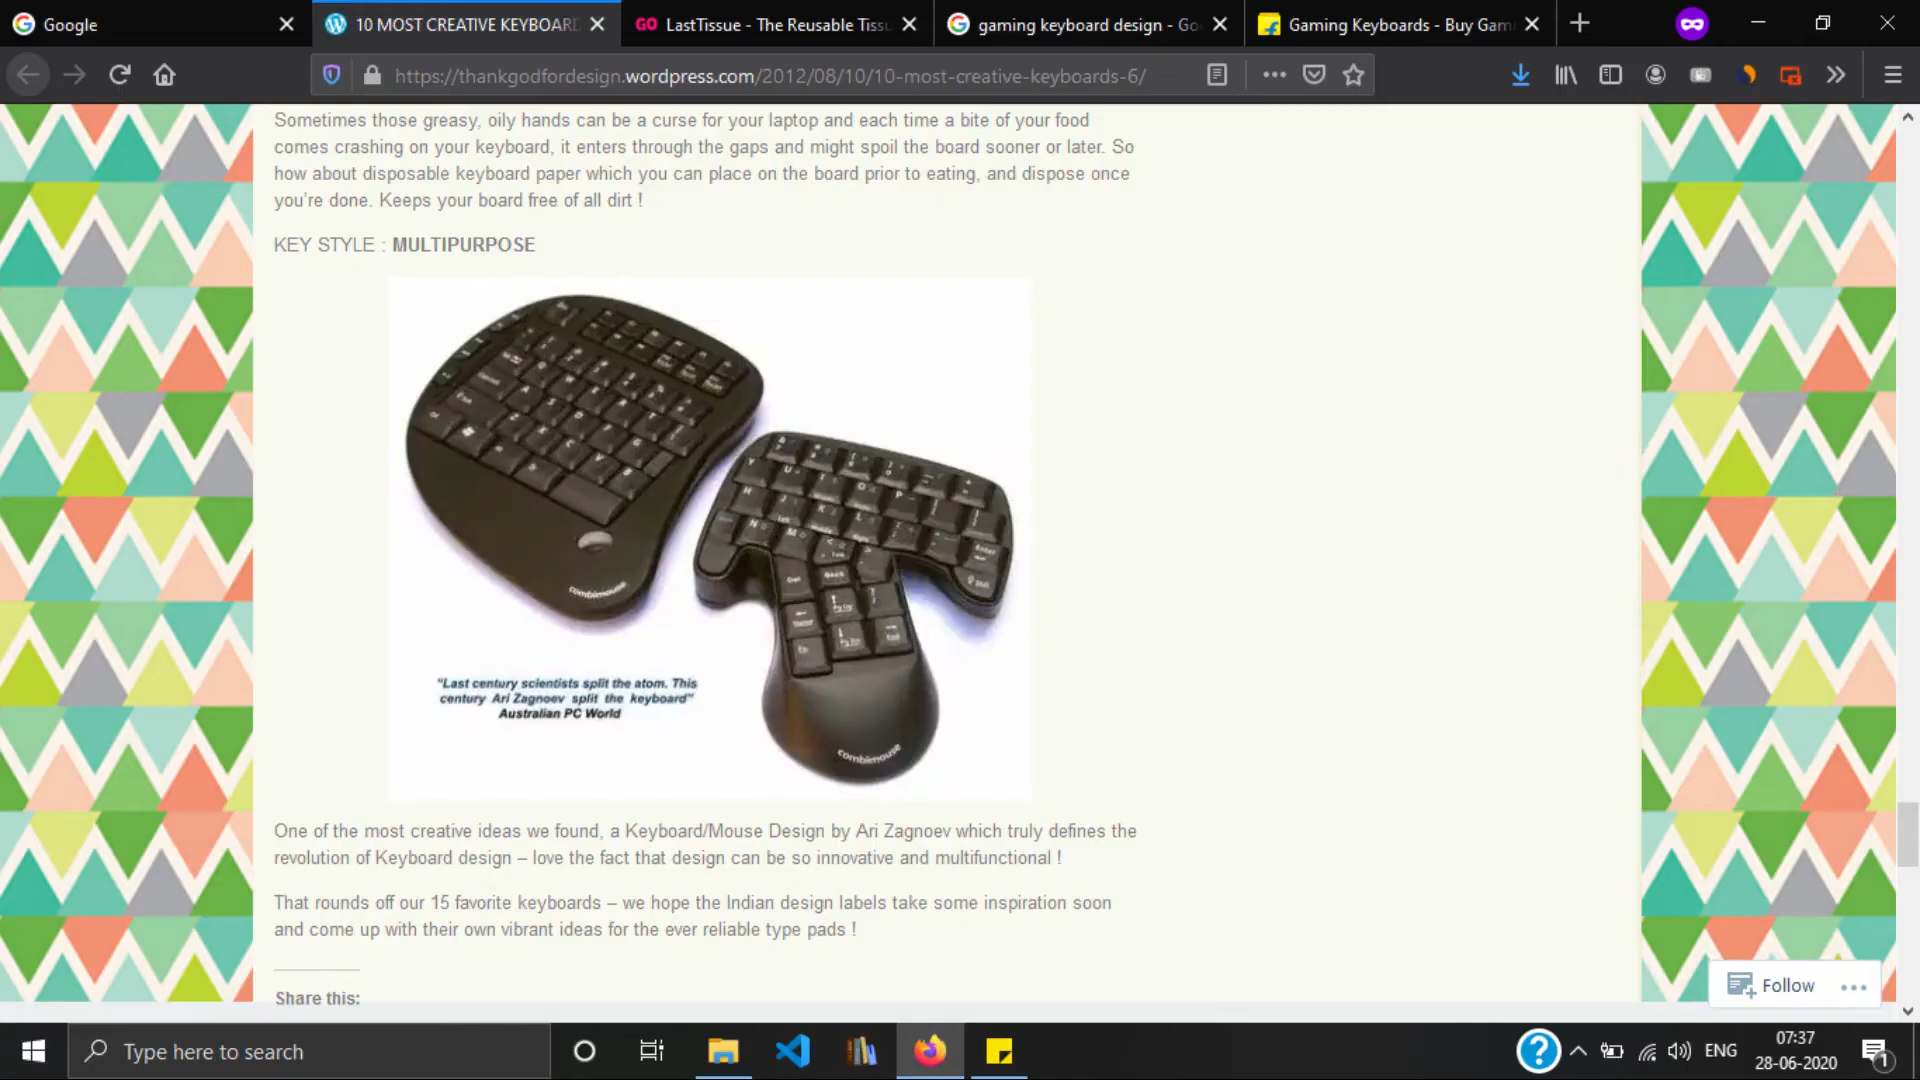 Google
10 MOST CREATIVE KEYBOARD
LastTissue - The Reusable Tissu
gaming keyboard design - Go
Gaming Keyboards - Buy Gam
https://thankgodfordesign.wordpress.com/2012/08/10/10-most-creative-keyboards-6/
Sometimes those greasy, oily hands can be a curse for your laptop and each time a bite of your food
comes crashing on your keyboard, it enters through the gaps and might spoil the board sooner or later. So
how about disposable keyboard paper which you can place on the board prior to eating, and dispose once
you're done. Keeps your board free of all dirt !
KEY STYLE : MULTIPURPOSE
combimouse
"Last century scientists split the atom. This
century Ari Zagnoev split the keyboard"
Australian PC World
combimouse
One of the most creative ideas we found, a Keyboard/Mouse Design by Ari Zagnoev which truly defines the
revolution of Keyboard design – love the fact that design can be so innovative and multifunctional !
That rounds off our 15 favorite keyboards – we hope the Indian design labels take some inspiration soon
and come up with their own vibrant ideas for the ever reliable type pads !
Share this:
Follow
Type here to search
ENG
07:37
28-06-2020
1